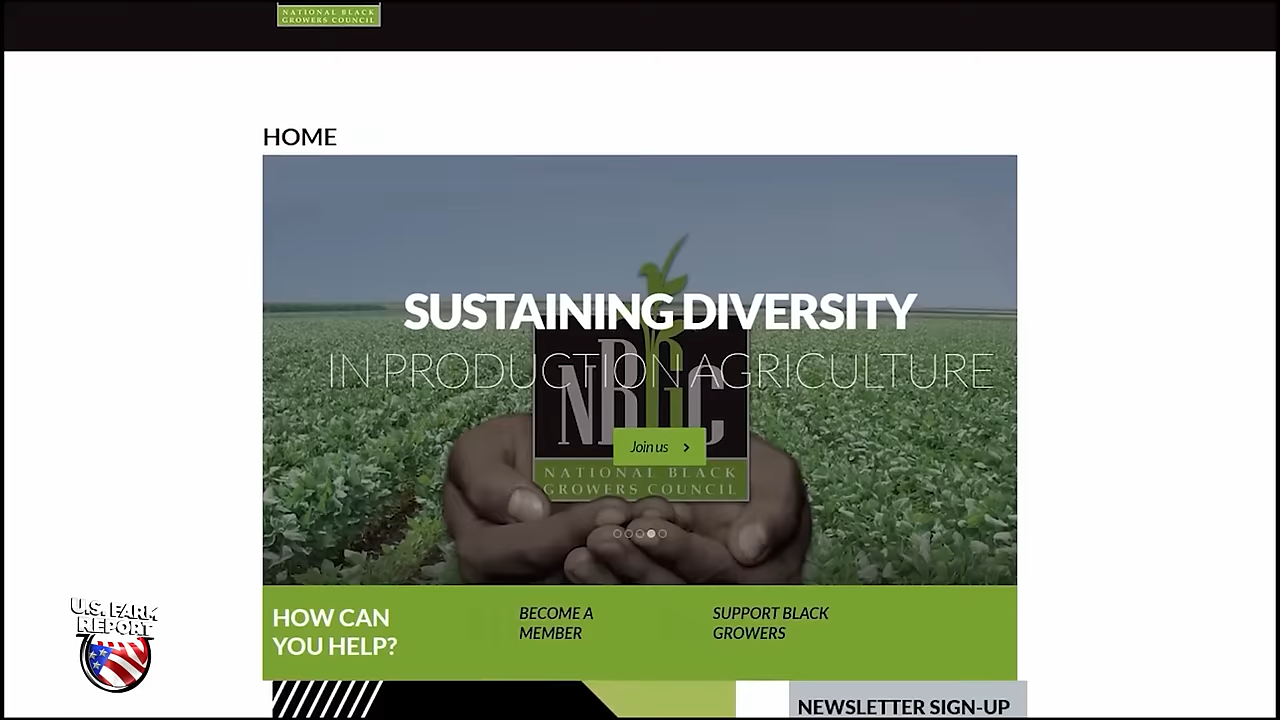 NATIONAL BLACK
GROWERS COUNCIL
HOME
SUSTAINING DIVERSITY
IN PRODUCTION AGRICULTURE
NBGC
Join us
NATIONAL BLACK
GROWERS COUNCIL
HOW CAN
YOU HELP?
BECOME A
MEMBER
SUPPORT BLACK
GROWERS
U.S. FARM
REPORT
NEWSLETTER SIGN-UP